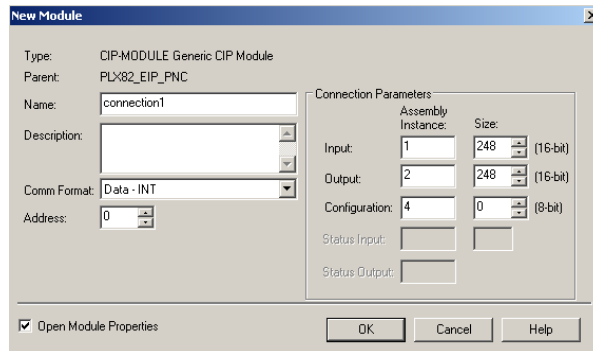 New Module
Type: CIP-MODULE Generic CIP Module
Parent: PLX82_EIP_PNC
Name: connection1
Description:
Comm Format: Data - INT
Address: 0
Connection Parameters
Assembly
Instance: Size:
Input: 1 248 (16-bit)
Output: 2 248 (16-bit)
Configuration: 4 0 (8-bit)
Status Input:
Status Output:
Open Module Properties
OK Cancel Help